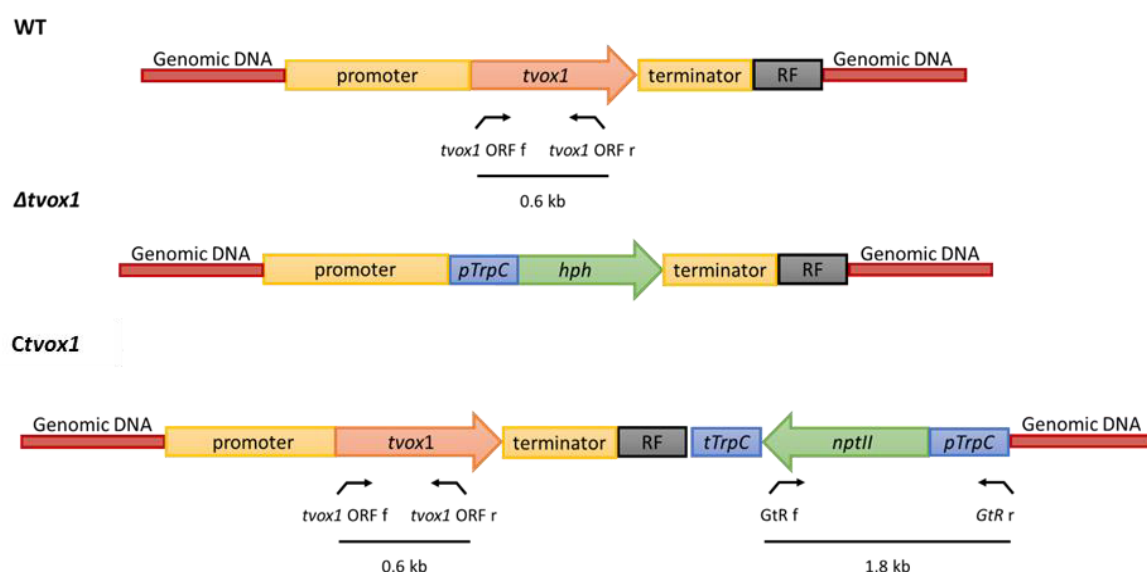 WT
Genomic DNA promoter tvox1 terminator RF Genomic DNA
tvox1 ORF f tvox1 ORF r
0.6 kb
Δtvox1
Genomic DNA promoter pTrpC hph terminator RF Genomic DNA
Ctvox1
Genomic DNA promoter tvox1 terminator RF tTrpC nptII pTrpC Genomic DNA
tvox1 ORF f tvox1 ORF r GtR f GtR r
0.6 kb 1.8 kb